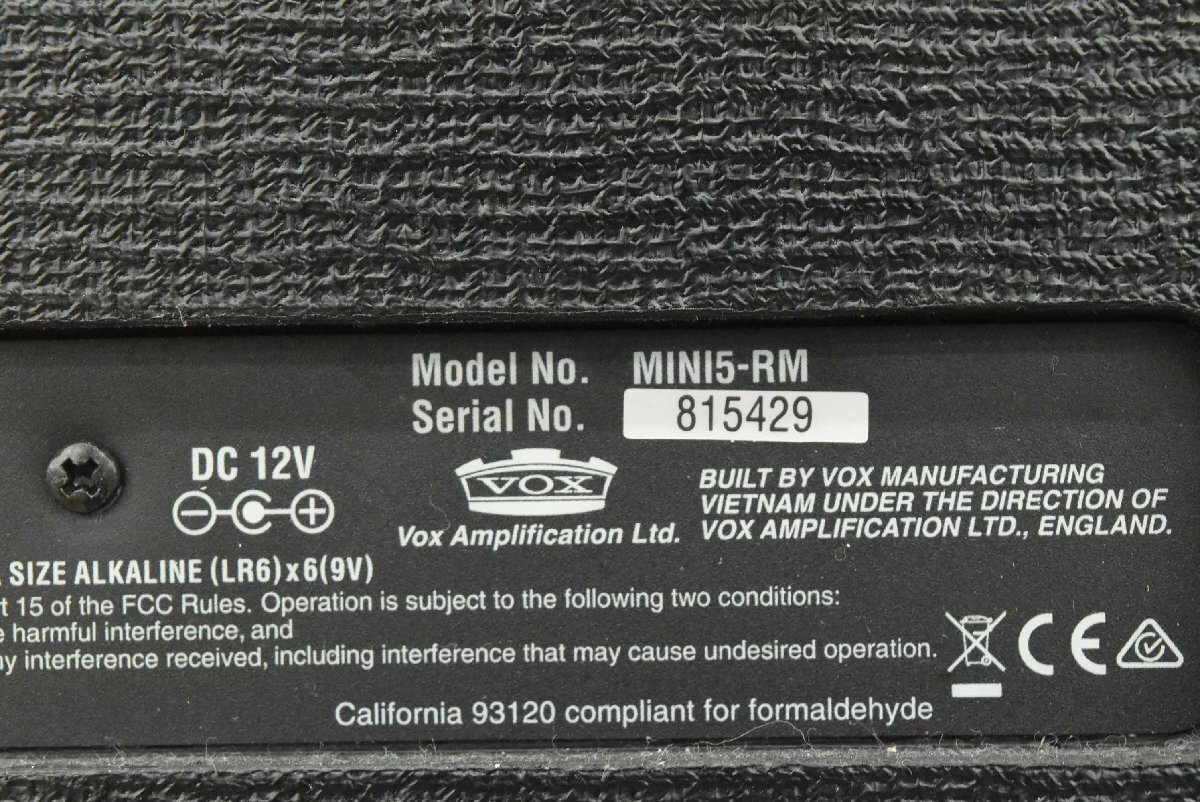 Model No. MINI5-RM
Serial No. 815429
DC 12V
VOX
Vox Amplification Ltd.
BUILT BY VOX MANUFACTURING
VIETNAM UNDER THE DIRECTION OF
VOX AMPLIFICATION LTD., ENGLAND.
SIZE ALKALINE (LR6)x6(9V)
15 of the FCC Rules. Operation is subject to the following two conditions:
harmful interference, and
interference received, including interference that may cause undesired operation.
CE
California 93120 compliant for formaldehyde